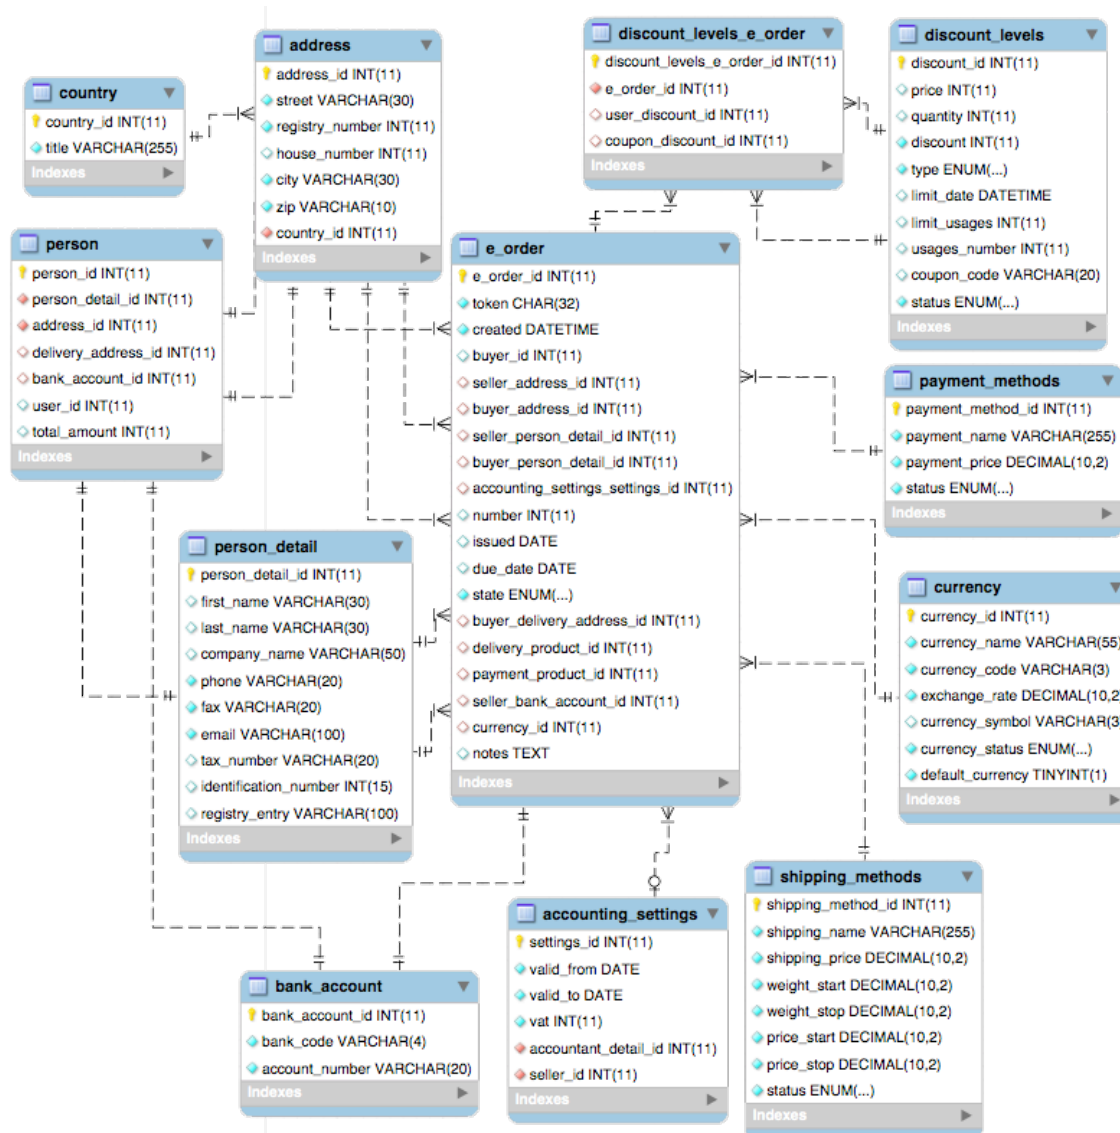 country
country_id INT(11)
title VARCHAR(255)
Indexes
address
address_id INT(11)
street VARCHAR(30)
registry_number INT(11)
house_number INT(11)
city VARCHAR(30)
zip VARCHAR(10)
country_id INT(11)
Indexes
discount_levels_e_order
discount_levels_e_order_id INT(11)
e_order_id INT(11)
user_discount_id INT(11)
coupon_discount_id INT(11)
Indexes
discount_levels
discount_id INT(11)
price INT(11)
quantity INT(11)
discount INT(11)
type ENUM(...)
limit_date DATETIME
limit_usages INT(11)
usages_number INT(11)
coupon_code VARCHAR(20)
status ENUM(...)
Indexes
person
person_id INT(11)
person_detail_id INT(11)
address_id INT(11)
delivery_address_id INT(11)
bank_account_id INT(11)
user_id INT(11)
total_amount INT(11)
Indexes
e_order
e_order_id INT(11)
token CHAR(32)
created DATETIME
buyer_id INT(11)
seller_address_id INT(11)
buyer_address_id INT(11)
seller_person_detail_id INT(11)
buyer_person_detail_id INT(11)
accounting_settings_settings_id INT(11)
number INT(11)
issued DATE
due_date DATE
state ENUM(...)
buyer_delivery_address_id INT(11)
delivery_product_id INT(11)
payment_product_id INT(11)
seller_bank_account_id INT(11)
currency_id INT(11)
notes TEXT
Indexes
payment_methods
payment_method_id INT(11)
payment_name VARCHAR(255)
payment_price DECIMAL(10,2)
status ENUM(...)
Indexes
person_detail
person_detail_id INT(11)
first_name VARCHAR(30)
last_name VARCHAR(30)
company_name VARCHAR(50)
phone VARCHAR(20)
fax VARCHAR(20)
email VARCHAR(100)
tax_number VARCHAR(20)
identification_number INT(15)
registry_entry VARCHAR(100)
Indexes
currency
currency_id INT(11)
currency_name VARCHAR(55)
currency_code VARCHAR(3)
exchange_rate DECIMAL(10,2)
currency_symbol VARCHAR(3
currency_status ENUM(...)
default_currency TINYINT(1)
Indexes
bank_account
bank_account_id INT(11)
bank_code VARCHAR(4)
account_number VARCHAR(20)
Indexes
accounting_settings
settings_id INT(11)
valid_from DATE
valid_to DATE
vat INT(11)
accountant_detail_id INT(11)
seller_id INT(11)
Indexes
shipping_methods
shipping_method_id INT(11)
shipping_name VARCHAR(255)
shipping_price DECIMAL(10,2)
weight_start DECIMAL(10,2)
weight_stop DECIMAL(10,2)
price_start DECIMAL(10,2)
price_stop DECIMAL(10,2)
status ENUM(...)
Indexes